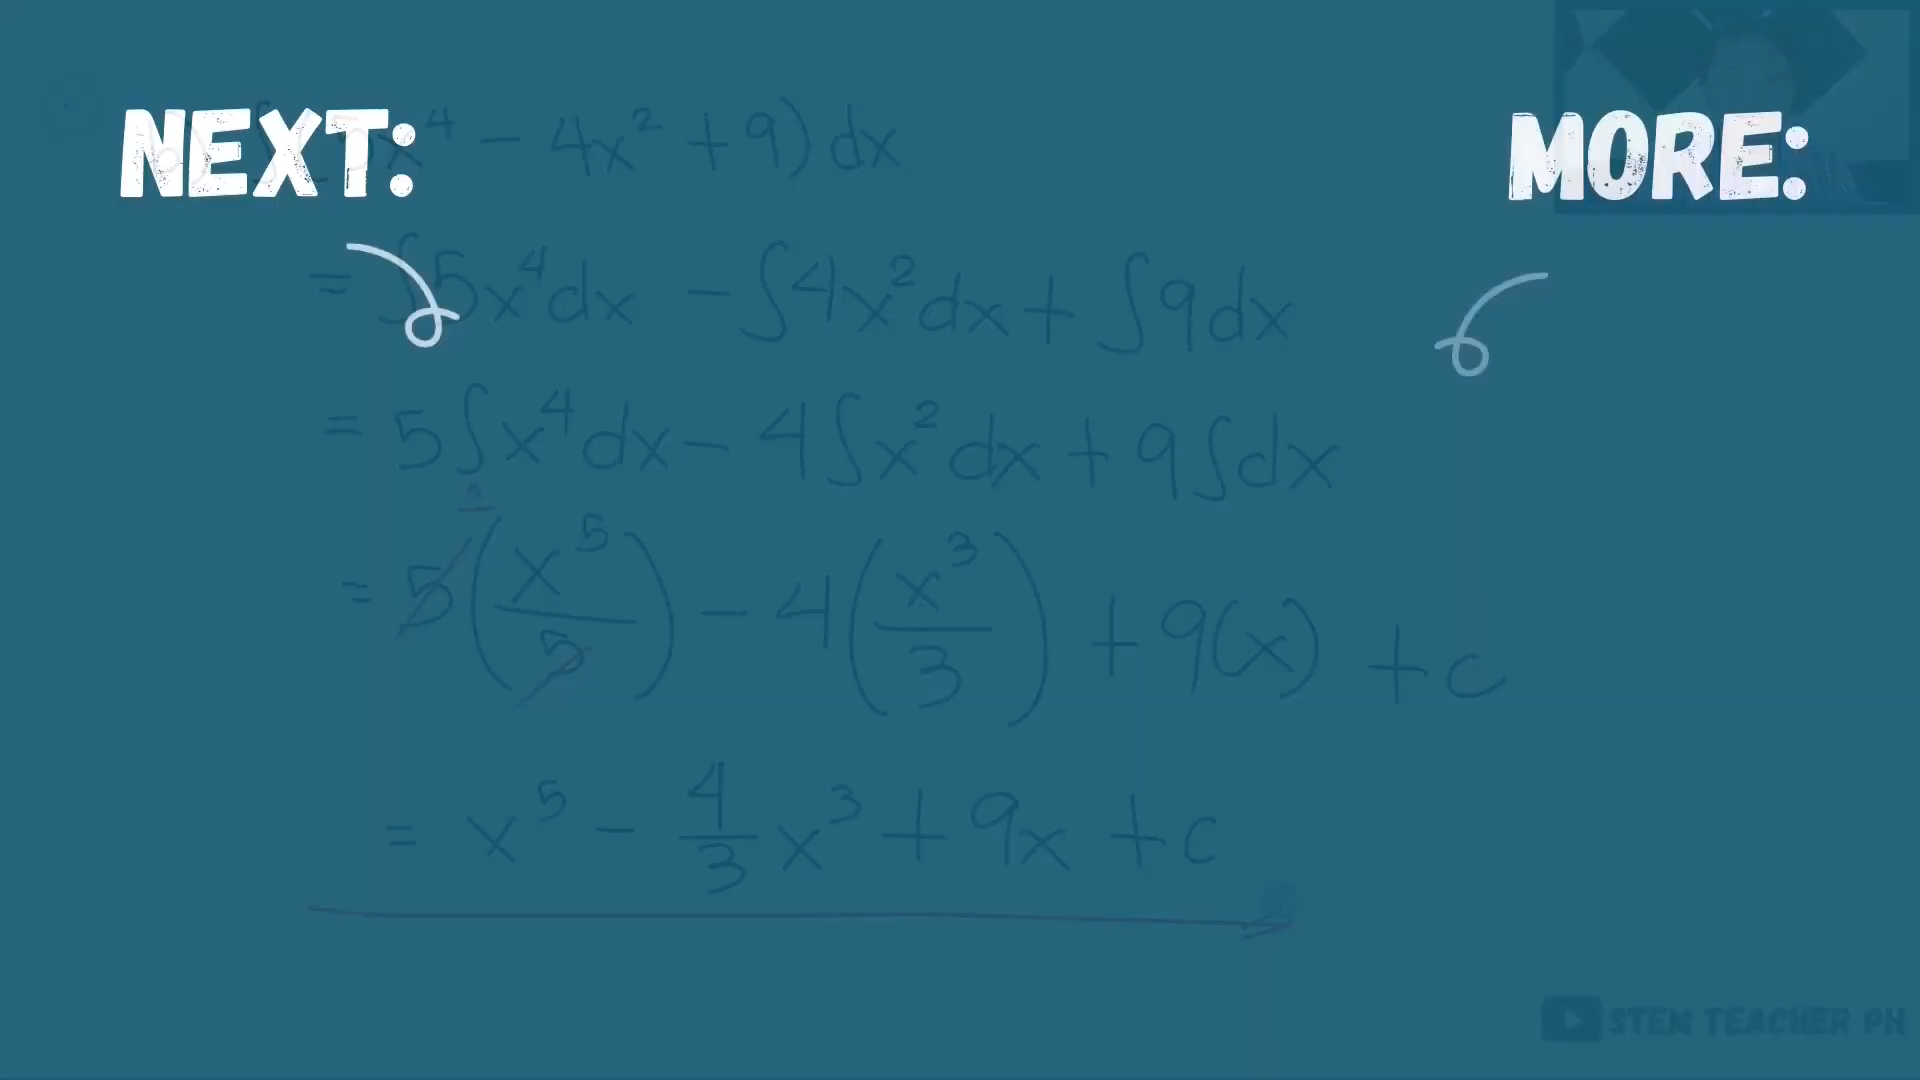 NEXT:
MORE:
b) ∫(5x⁴ − 4x² + 9) dx
= ∫5x⁴dx − ∫4x²dx + ∫9dx
= 5∫x⁴dx − 4∫x²dx + 9∫dx
= 5(x⁵/5) − 4(x³/3) + 9(x) + c
= x⁵ − 4/3 x³ + 9x + c
STEM TEACHER PH